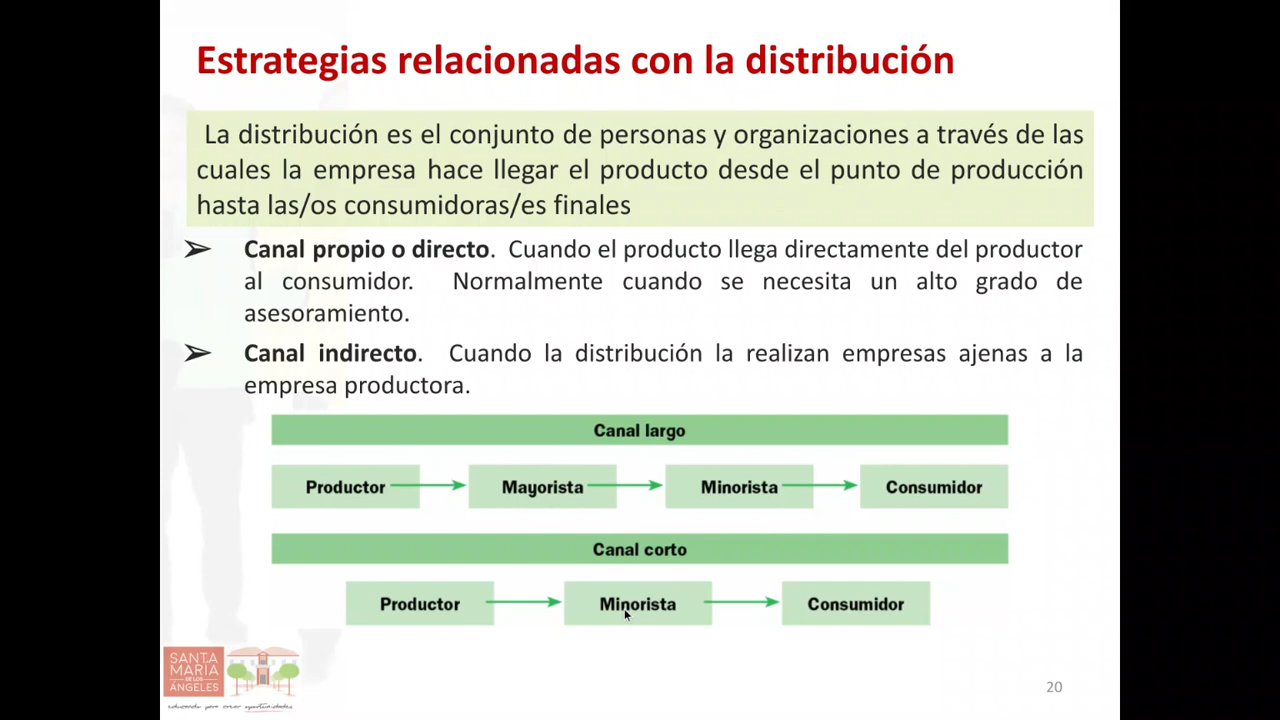 Estrategias relacionadas con la distribución
La distribución es el conjunto de personas y organizaciones a través de las
cuales la empresa hace llegar el producto desde el punto de producción
hasta las/os consumidoras/es finales
➢ Canal propio o directo. Cuando el producto llega directamente del productor
al consumidor. Normalmente cuando se necesita un alto grado de
asesoramiento.
➢ Canal indirecto. Cuando la distribución la realizan empresas ajenas a la
empresa productora.
Canal largo
Productor Mayorista Minorista Consumidor
Canal corto
Productor Minorista Consumidor
SANTA
MARIA
DE LOS
ÁNGELES
educando para crear oportunidades
20